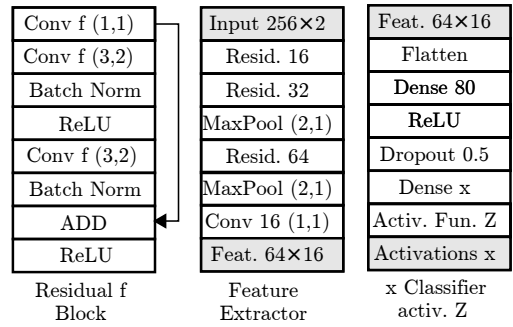 Conv f (1,1)
Conv f (3,2)
Batch Norm
ReLU
Conv f (3,2)
Batch Norm
ADD
ReLU
Residual f
Block
Input 256×2
Resid. 16
Resid. 32
MaxPool (2,1)
Resid. 64
MaxPool (2,1)
Conv 16 (1,1)
Feat. 64×16
Feature
Extractor
Feat. 64×16
Flatten
Dense 80
ReLU
Dropout 0.5
Dense x
Activ. Fun. Z
Activations x
x Classifier
activ. Z